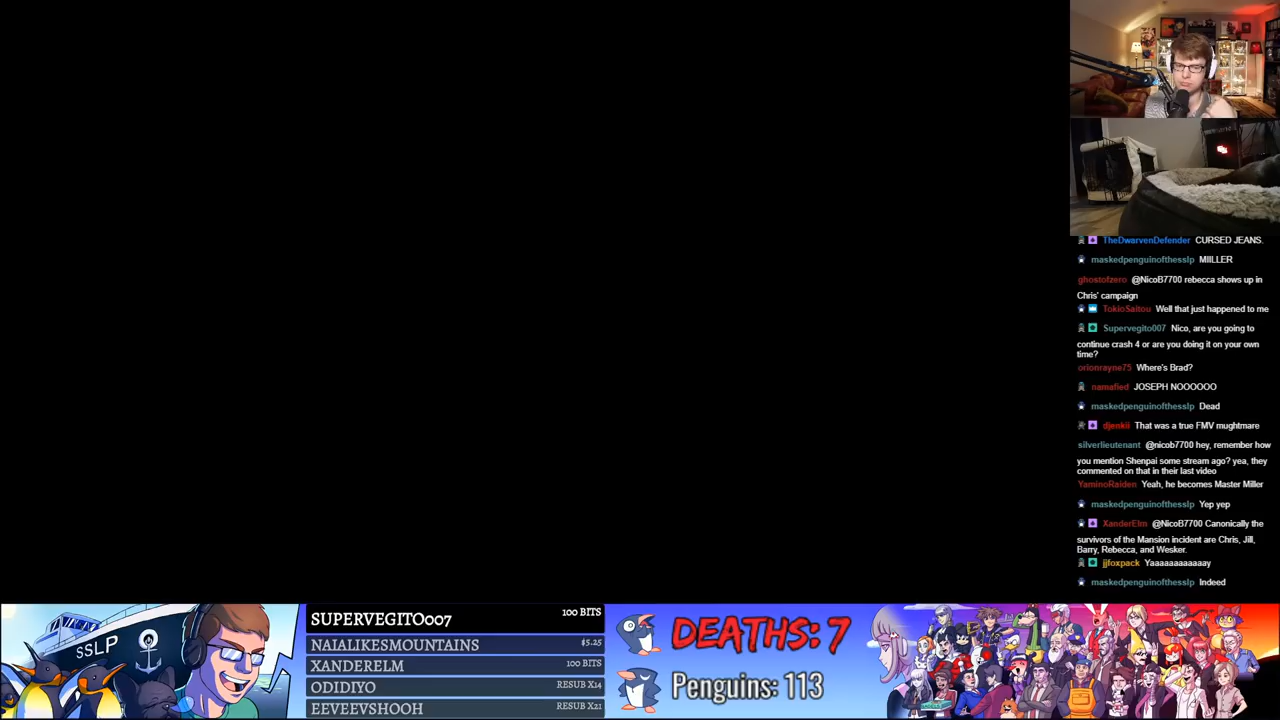 TheDwarvenDefender CURSED JEANS.
maskedpenguinofthesslp MIILLER
ghostofzero @NicoB7700 rebecca shows up in
Chris' campaign
TokioSaitou Well that just happened to me
Supervegito007 Nico, are you going to
continue crash 4 or are you doing it on your own
time?
orionrayne75 Where's Brad?
namafied JOSEPH NOOOOOO
maskedpenguinofthesslp Dead
djenkii That was a true FMV mughtmare
silverlieutenant @nicob7700 hey, remember how
you mention Shenpai some stream ago? yea, they
commented on that in their last video
YaminoRaiden Yeah, he becomes Master Miller
maskedpenguinofthesslp Yep yep
XanderElm @NicoB7700 Canonically the
survivors of the Mansion incident are Chris, Jill,
Barry, Rebecca, and Wesker.
jjfoxpack Yaaaaaaaaaaay
maskedpenguinofthesslp Indeed
SSLP
SUPERVEGITO007 100 BITS
NAIALIKESMOUNTAINS $5.25
XANDERELM 100 BITS
ODIDIYO RESUB X14
EEVEEVSHOOH RESUB X21
DEATHS: 7
Penguins: 113